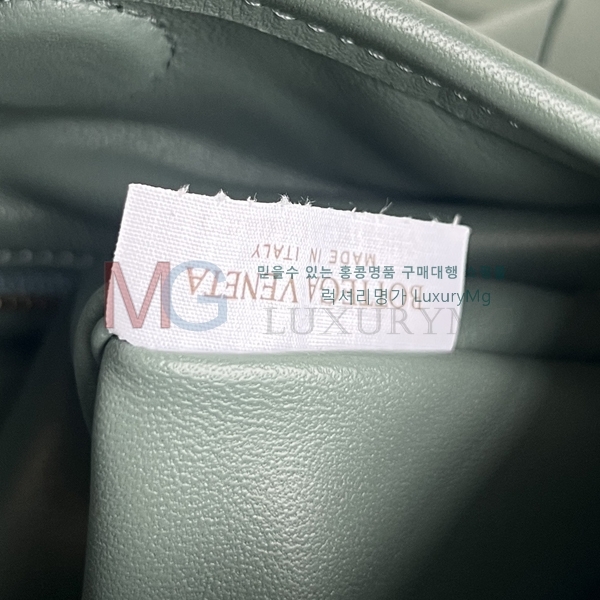 BOTTEGA VENETA
MADE IN ITALY
믿을수 있는 홍콩명품 구매대행
럭셔리명가 LuxuryMg
MG
LUXURYM